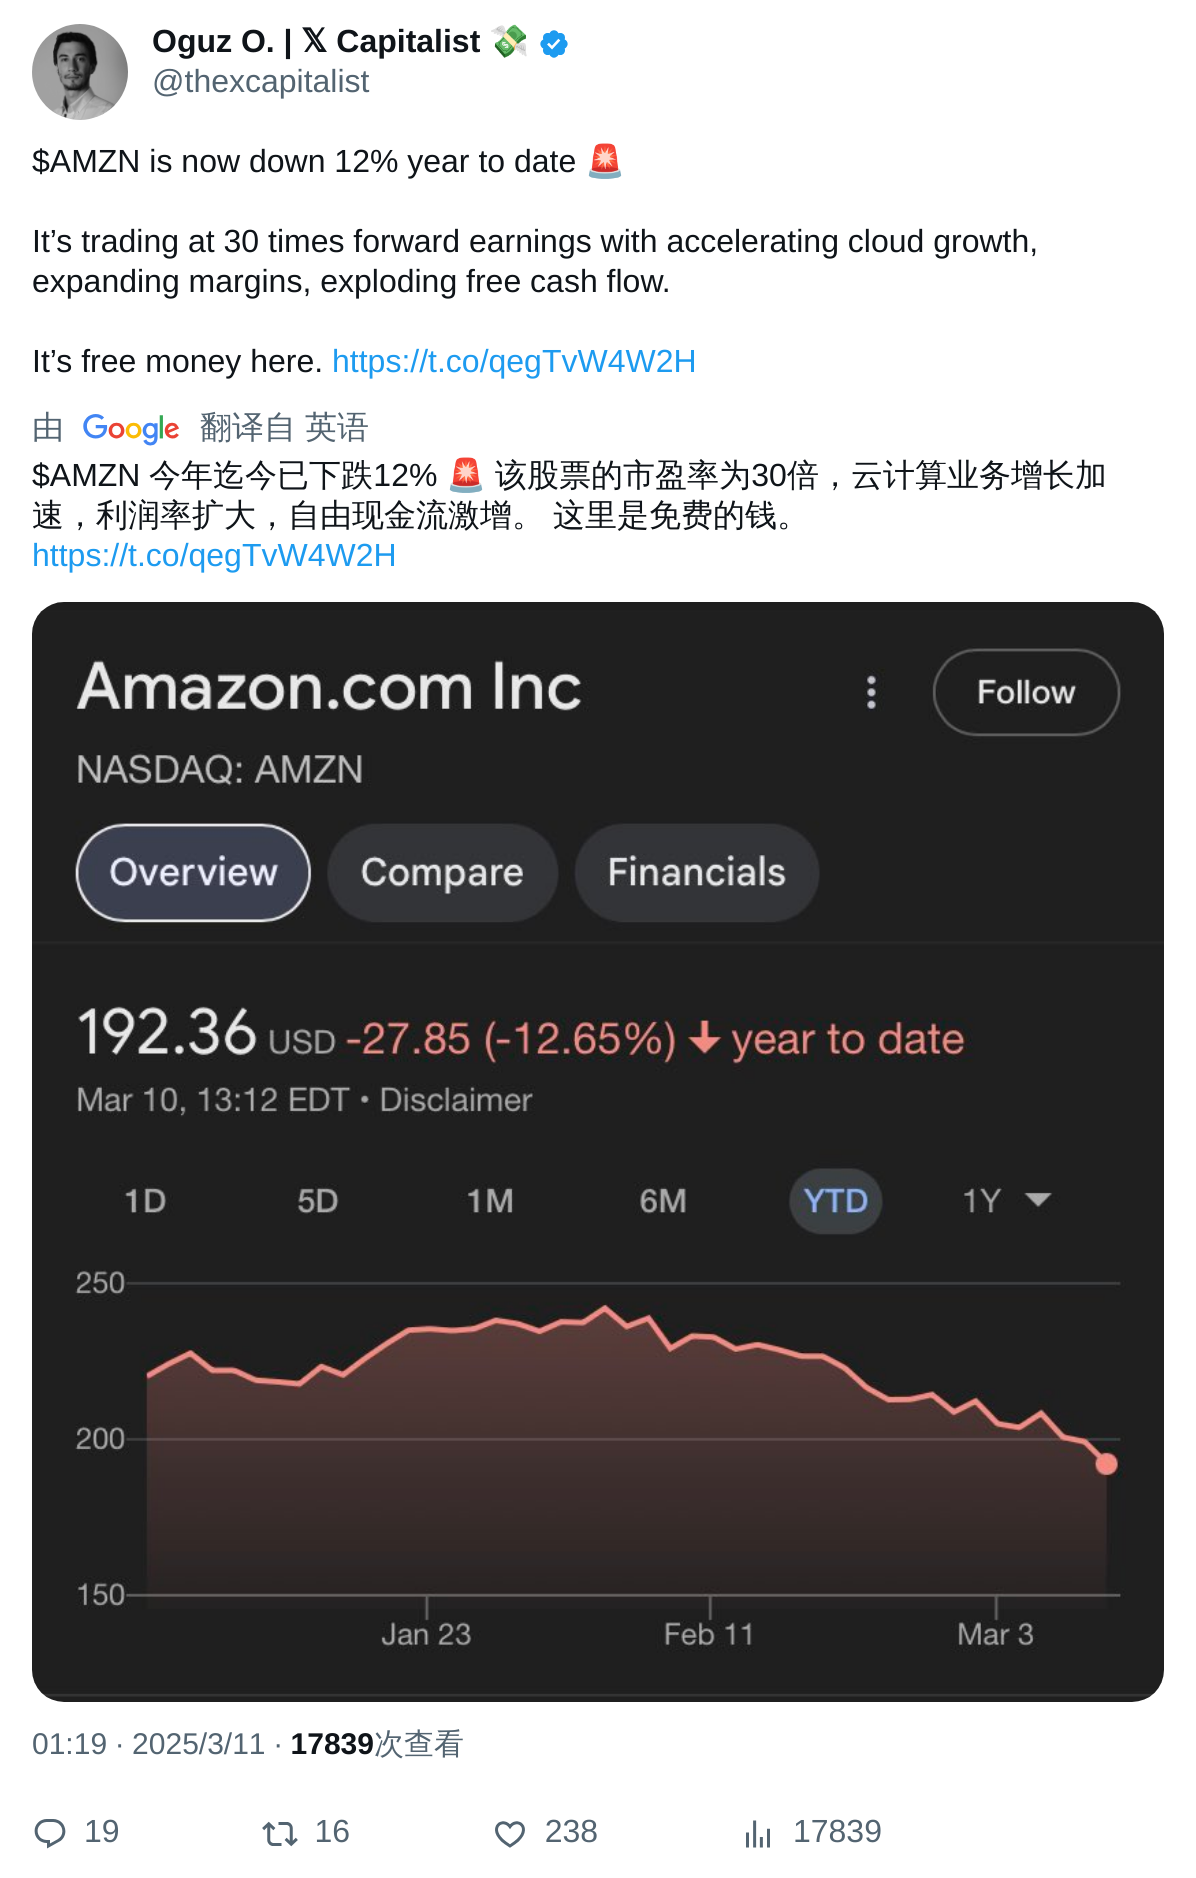 Oguz O. | 𝕏 Capitalist 💸
@thexcapitalist
$AMZN is now down 12% year to date 🚨
It’s trading at 30 times forward earnings with accelerating cloud growth,
expanding margins, exploding free cash flow.
It’s free money here. https://t.co/qegTvW4W2H
由 Google 翻译自 英语
$AMZN 今年迄今已下跌12% 🚨 该股票的市盈率为30倍，云计算业务增长加
速，利润率扩大，自由现金流激增。 这里是免费的钱。
https://t.co/qegTvW4W2H
Amazon.com Inc
Follow
NASDAQ: AMZN
Overview Compare Financials
192.36 USD -27.85 (-12.65%) ↓ year to date
Mar 10, 13:12 EDT • Disclaimer
1D 5D 1M 6M YTD 1Y
250
200
150
Jan 23 Feb 11 Mar 3
01:19 · 2025/3/11 · 17839次查看
19 16 238 17839